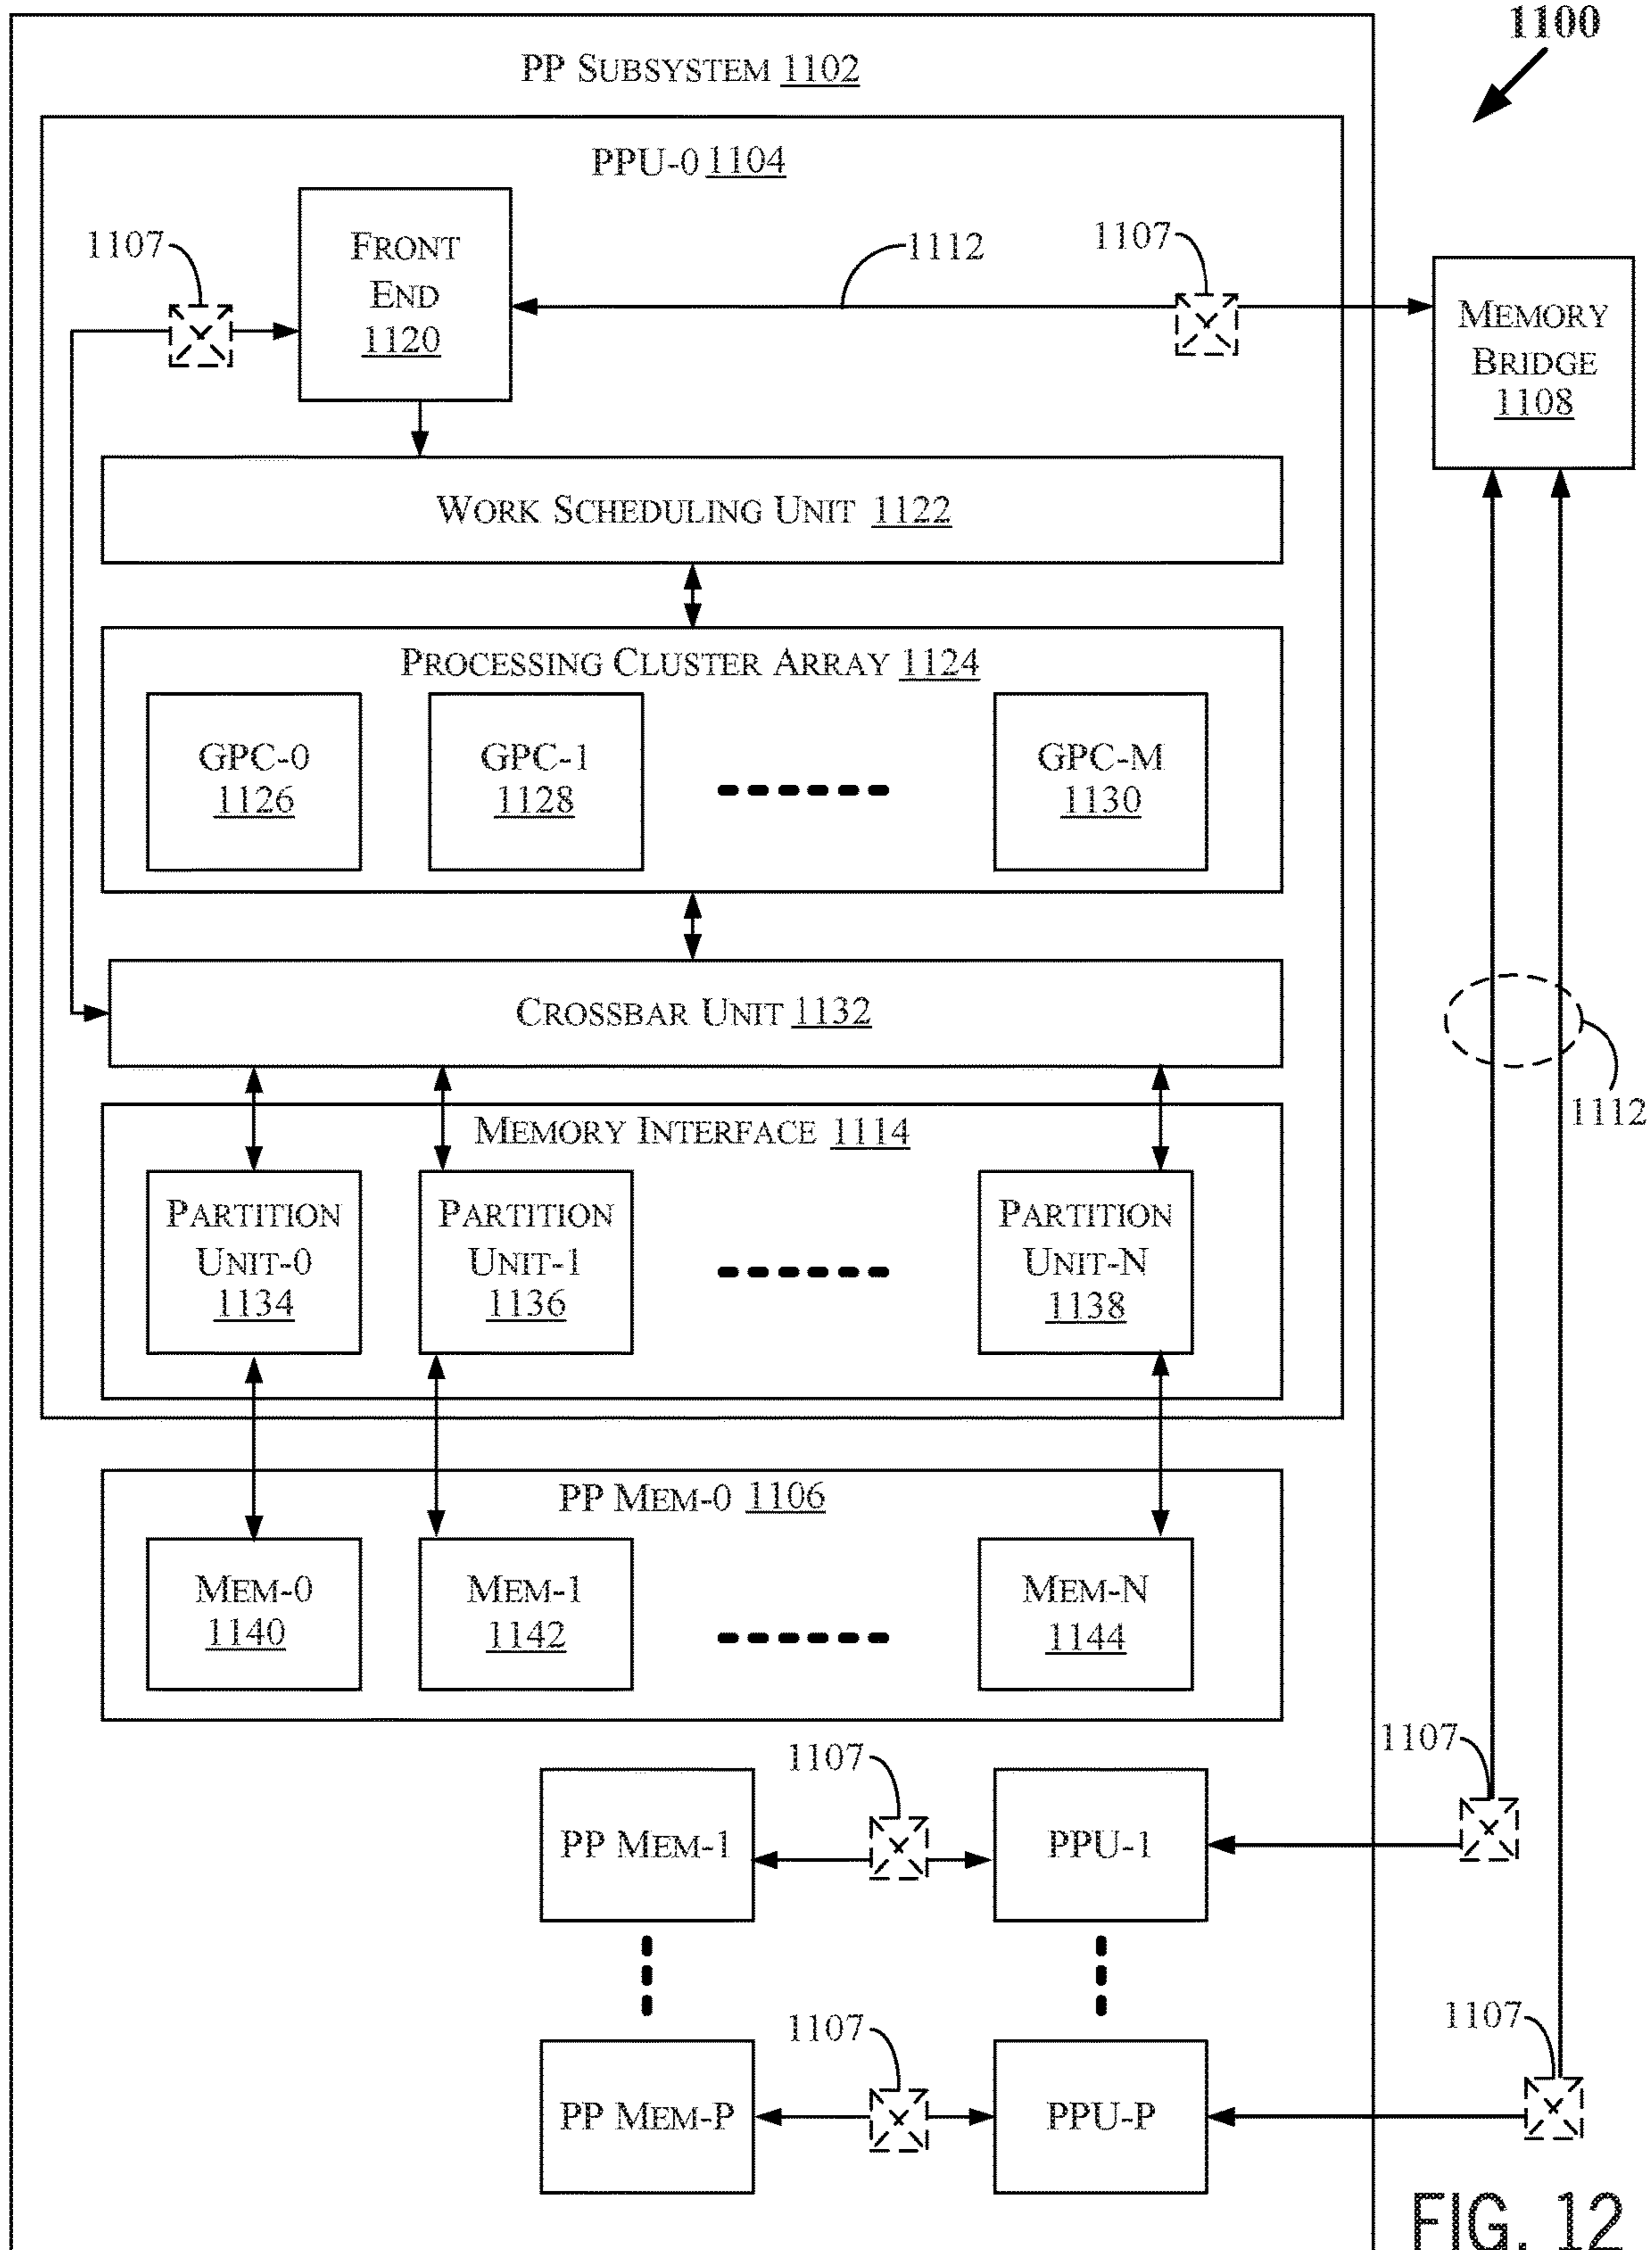 1100
PP SUBSYSTEM 1102
PPU-0 1104
1107
FRONT
END
1120
1112
1107
MEMORY
BRIDGE
1108
WORK SCHEDULING UNIT 1122
PROCESSING CLUSTER ARRAY 1124
GPC-0
1126
GPC-1
1128
GPC-M
1130
CROSSBAR UNIT 1132
1112
MEMORY INTERFACE 1114
PARTITION
UNIT-0
1134
PARTITION
UNIT-1
1136
PARTITION
UNIT-N
1138
PP MEM-0 1106
MEM-0
1140
MEM-1
1142
MEM-N
1144
1107
1107
PP MEM-1
PPU-1
1107
1107
PP MEM-P
PPU-P
FIG. 12